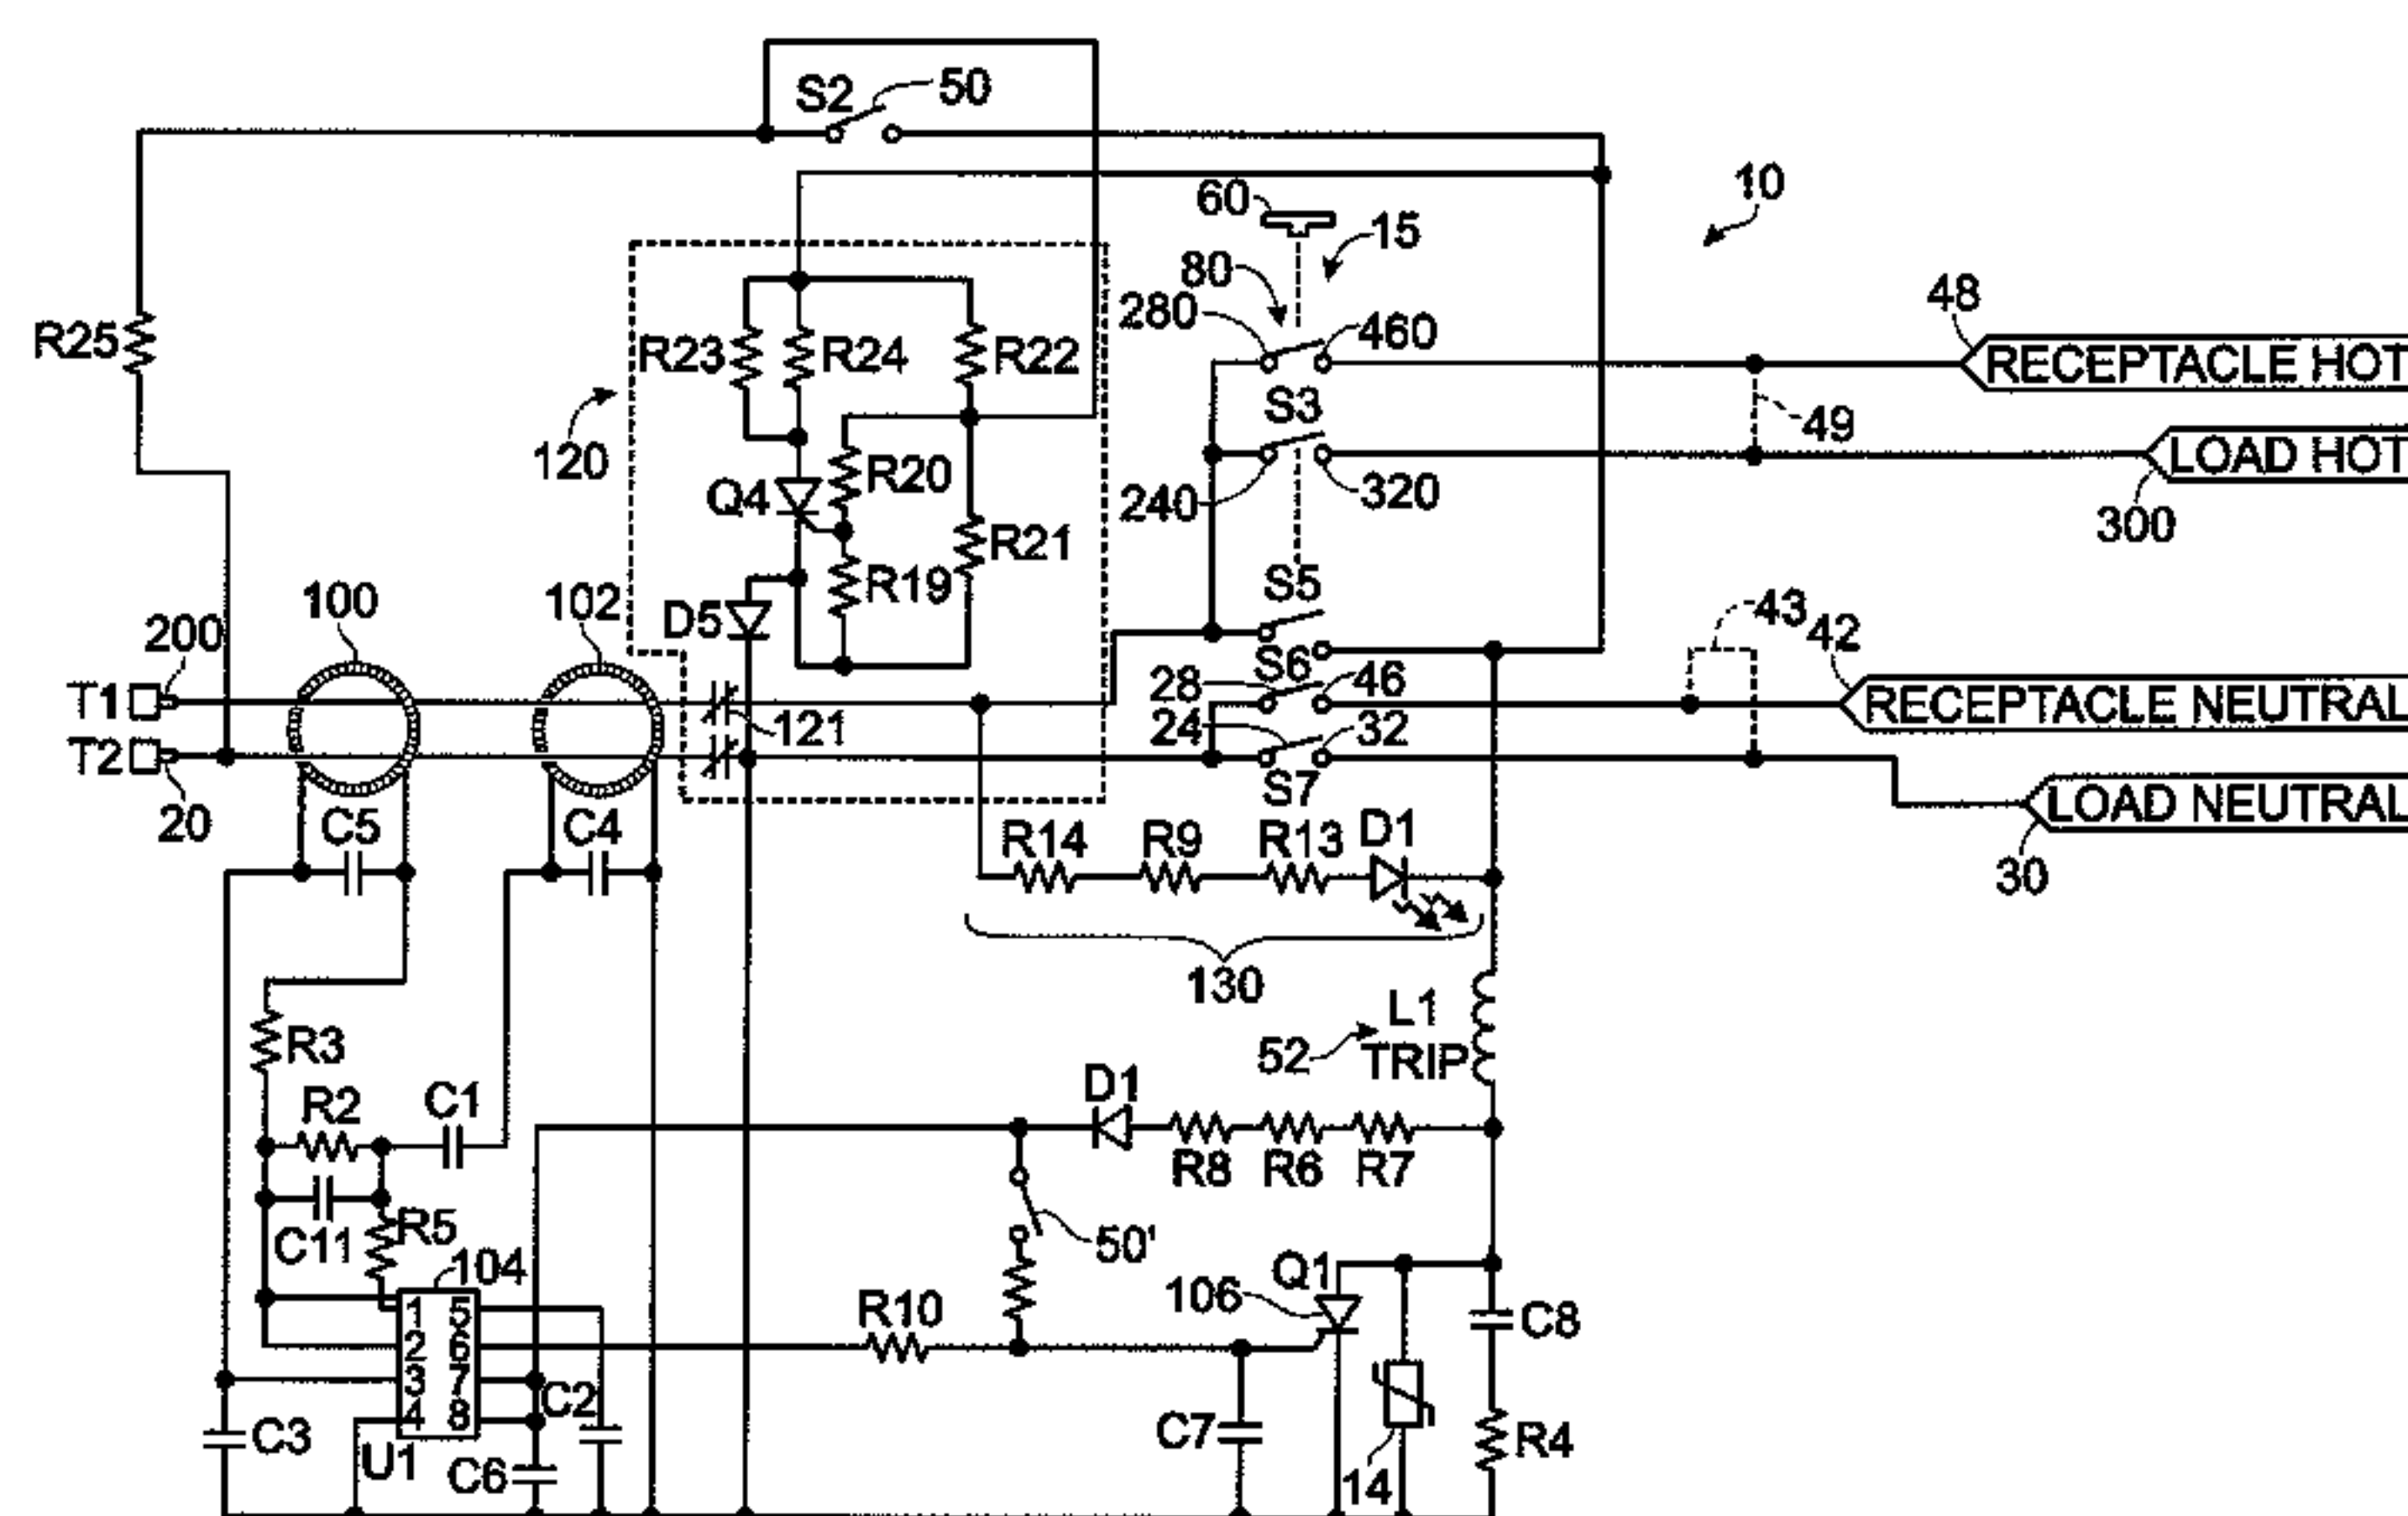 S2 50
10
60
15
80
280 460
48
RECEPTACLE HOT
R25
R23 R24 R22
S3
49
120
LOAD HOT
Q4 R20
240 320
300
R21
R19
100 102
S5
D5
43 42
200
S6
T1
28 46
RECEPTACLE NEUTRAL
121
24 32
T2
S7
20
LOAD NEUTRAL
C5 C4
R14 R9 R13 D1
30
130
L1
R3
52 TRIP
D1
R2 C1
R8 R6 R7
C11 R5
50'
104
Q1
106
R10
1 5
C8
2 6
3 7
C2
4 8
C3
U1
C6
C7
R4
14